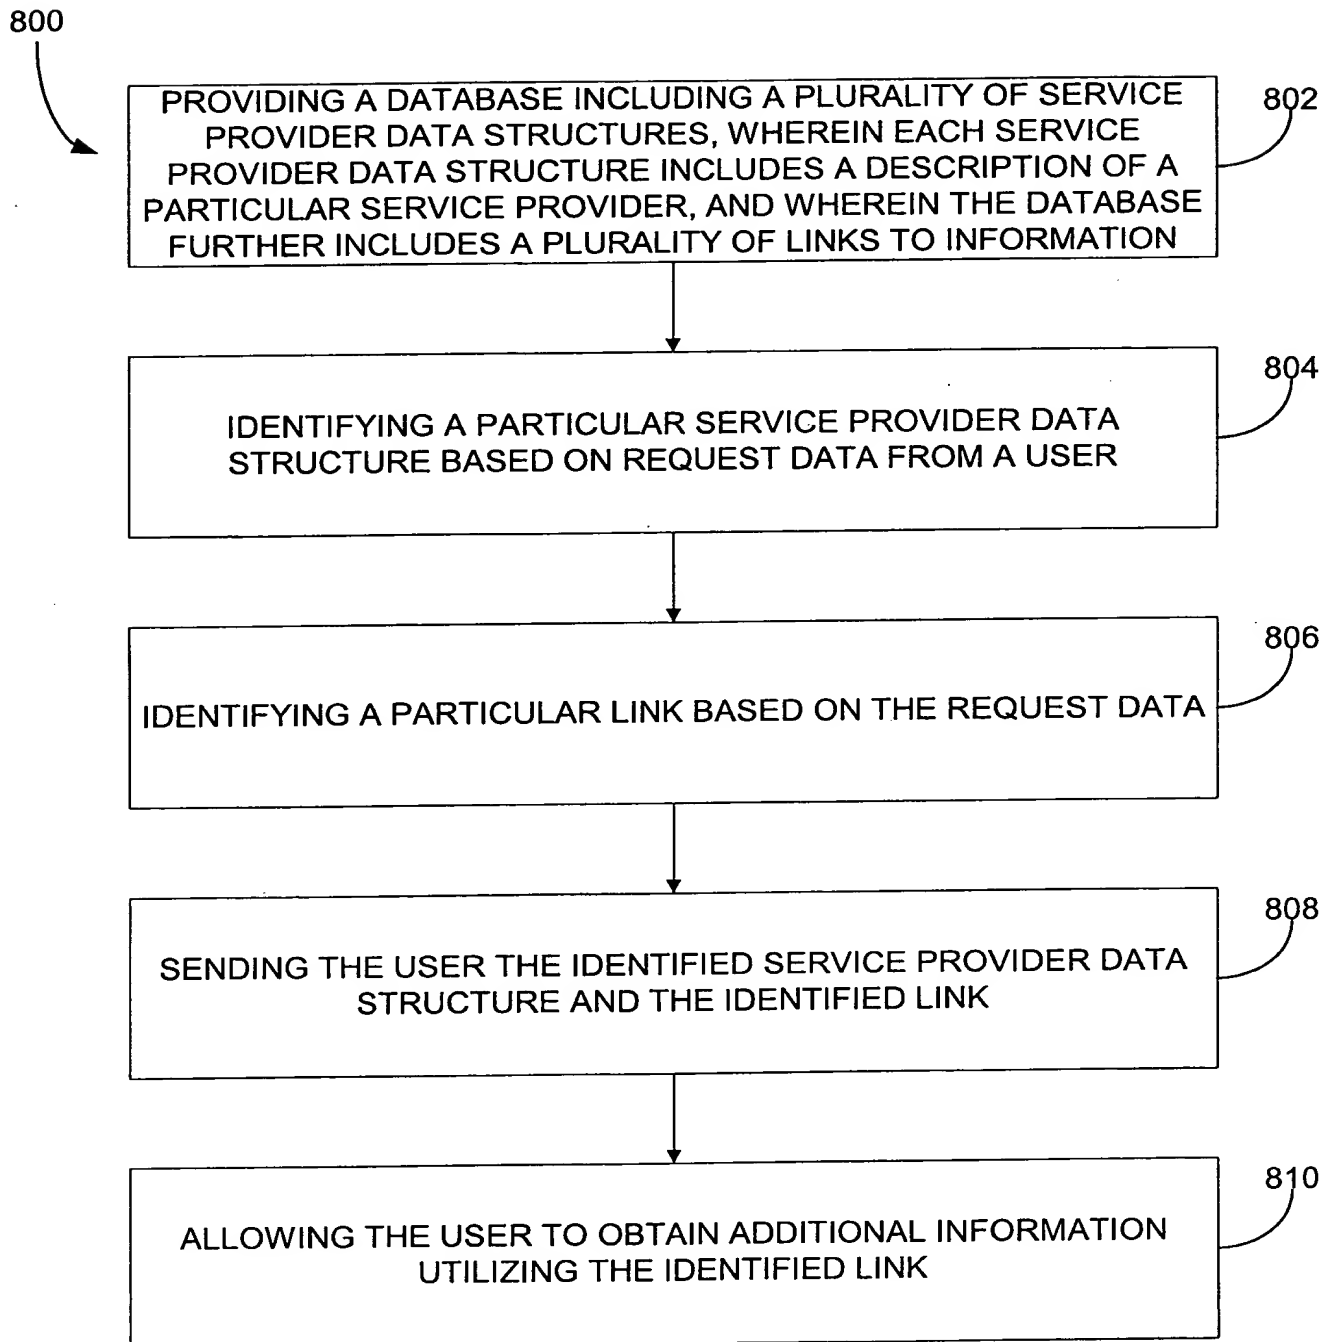 800
PROVIDING A DATABASE INCLUDING A PLURALITY OF SERVICE
PROVIDER DATA STRUCTURES, WHEREIN EACH SERVICE
PROVIDER DATA STRUCTURE INCLUDES A DESCRIPTION OF A
PARTICULAR SERVICE PROVIDER, AND WHEREIN THE DATABASE
FURTHER INCLUDES A PLURALITY OF LINKS TO INFORMATION
802
IDENTIFYING A PARTICULAR SERVICE PROVIDER DATA
STRUCTURE BASED ON REQUEST DATA FROM A USER
804
IDENTIFYING A PARTICULAR LINK BASED ON THE REQUEST DATA
806
SENDING THE USER THE IDENTIFIED SERVICE PROVIDER DATA
STRUCTURE AND THE IDENTIFIED LINK
808
ALLOWING THE USER TO OBTAIN ADDITIONAL INFORMATION
UTILIZING THE IDENTIFIED LINK
810